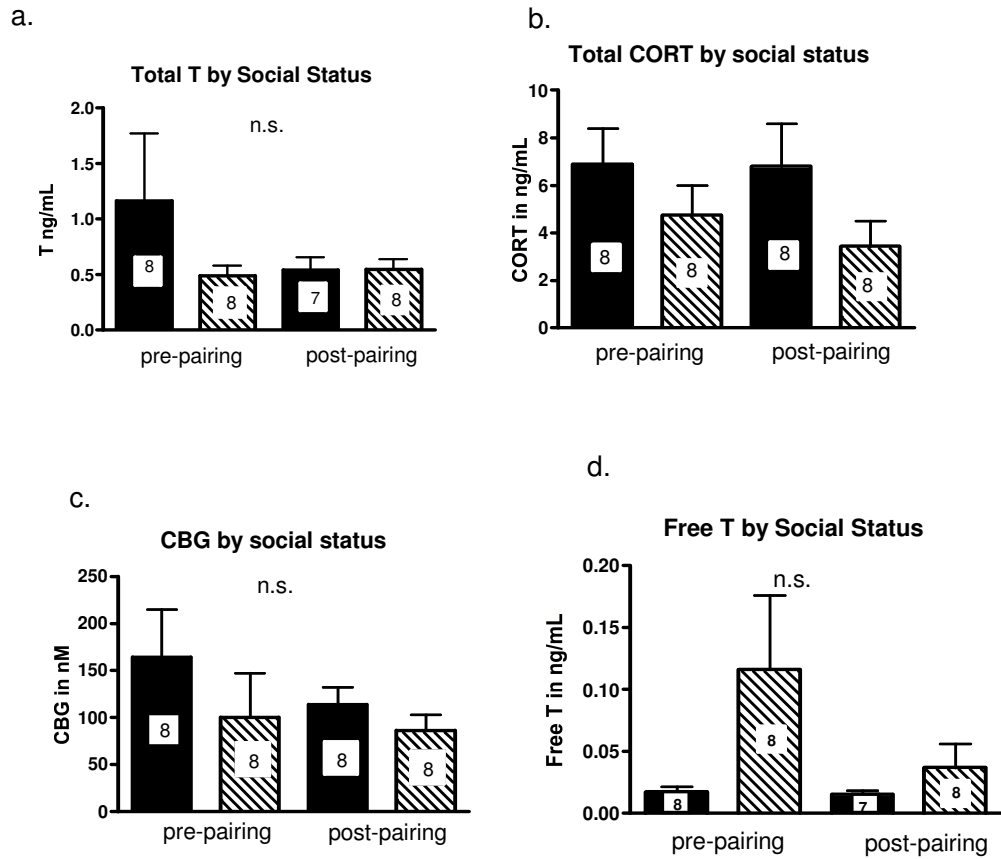 a.
Total T by Social Status
n.s.
T ng/mL
2.0
1.5
1.0
0.5
0.0
8
8
7
8
pre-pairing post-pairing
b.
Total CORT by social status
CORT in ng/mL
10
8
6
4
2
0
8
8
8
8
pre-pairing post-pairing
c.
CBG by social status
n.s.
CBG in nM
250
200
150
100
50
0
8
8
8
8
pre-pairing post-pairing
d.
Free T by Social Status
n.s.
Free T in ng/mL
0.20
0.15
0.10
0.05
0.00
8
8
7
8
pre-pairing post-pairing